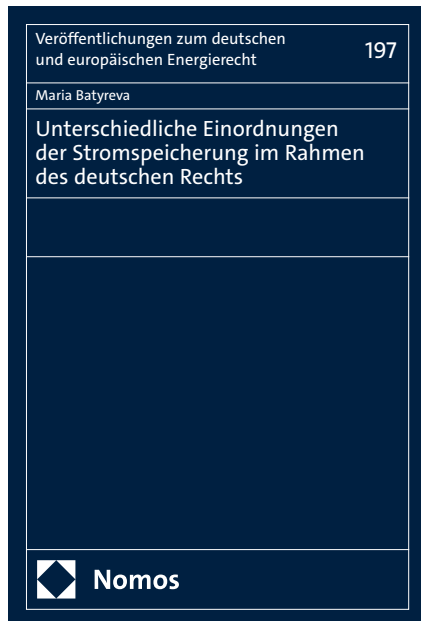 Veröffentlichungen zum deutschen
und europäischen Energierecht
197
Maria Batyreva
Unterschiedliche Einordnungen
der Stromspeicherung im Rahmen
des deutschen Rechts
Nomos